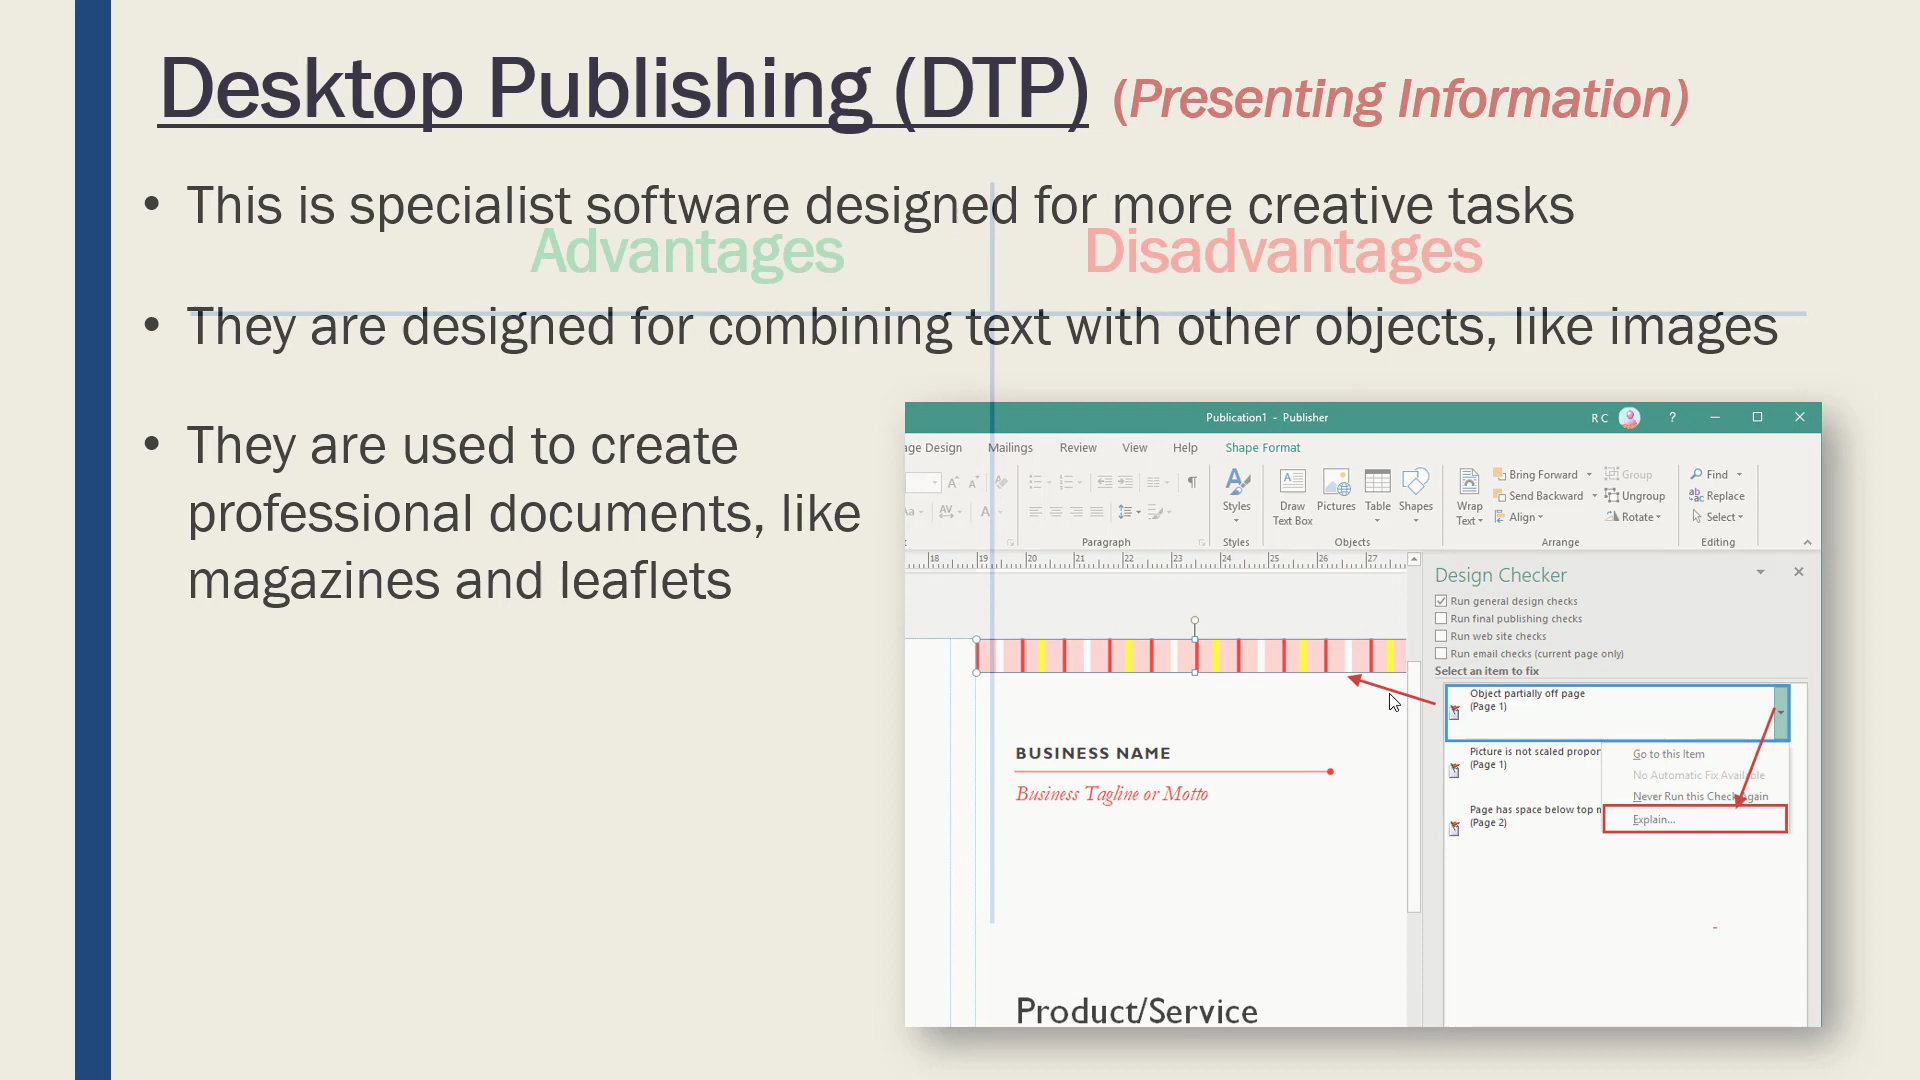 Desktop Publishing (DTP) (Presenting Information)
• This is specialist software designed for more creative tasks
Advantages Disadvantages
• They are designed for combining text with other objects, like images
• They are used to create
professional documents, like
magazines and leaflets
Publication1 - Publisher R C ?
age Design Mailings Review View Help Shape Format
Bring Forward Group Find
Send Backward Ungroup Replace
Aa AV A Styles Draw Text Box Pictures Table Shapes Wrap Text Align Rotate Select
Paragraph Styles Objects Arrange Editing
18 19 20 21 22 23 24 25 26 27
Design Checker
Run general design checks
Run final publishing checks
Run web site checks
Run email checks (current page only)
Select an item to fix
Object partially off page
(Page 1)
BUSINESS NAME
Business Tagline or Motto
Picture is not scaled propor
(Page 1)
Page has space below top m
(Page 2)
Go to this Item
No Automatic Fix Available
Never Run this Check Again
Explain...
Product/Service